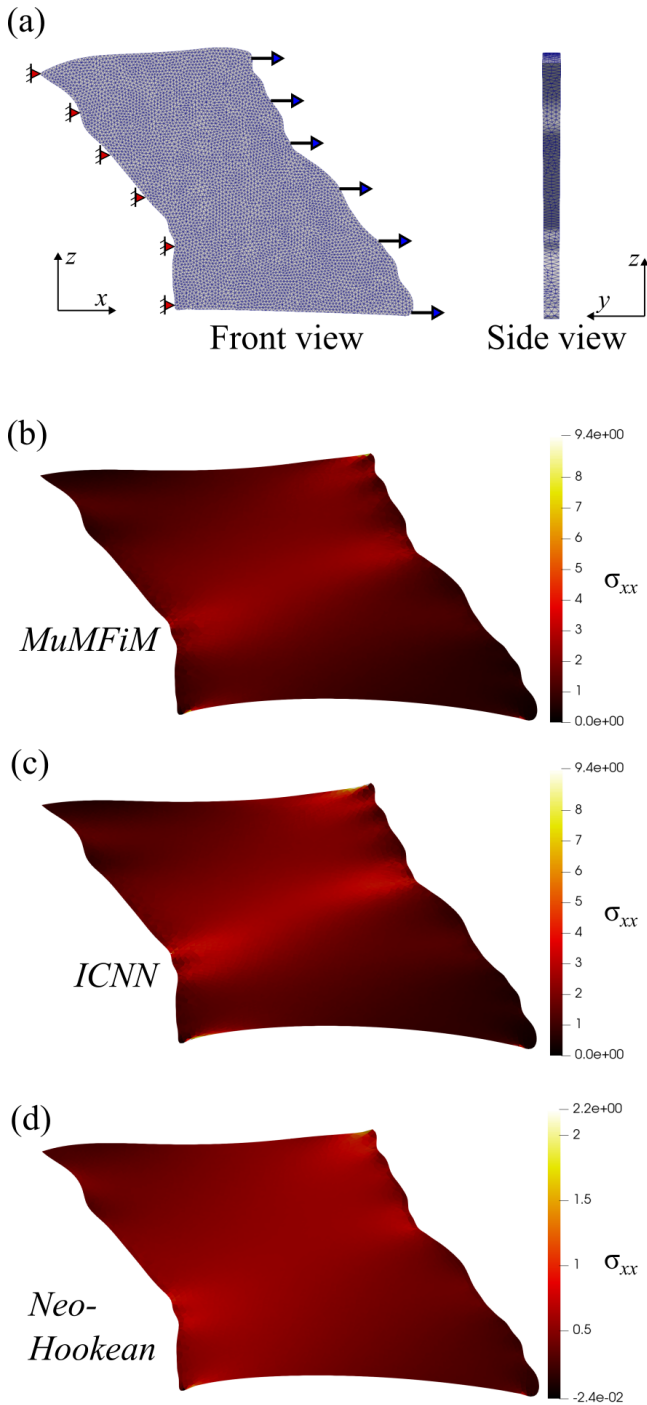 (a)
z
x
z
y
Front view
Side view
(b)
9.4e+00
8
7
6
5
4
3
2
1
0.0e+00
σxx
MuMFiM
(c)
9.4e+00
8
7
6
5
4
3
2
1
0.0e+00
σxx
ICNN
(d)
2.2e+00
2
1.5
1
0.5
-2.4e-02
σxx
Neo-
Hookean